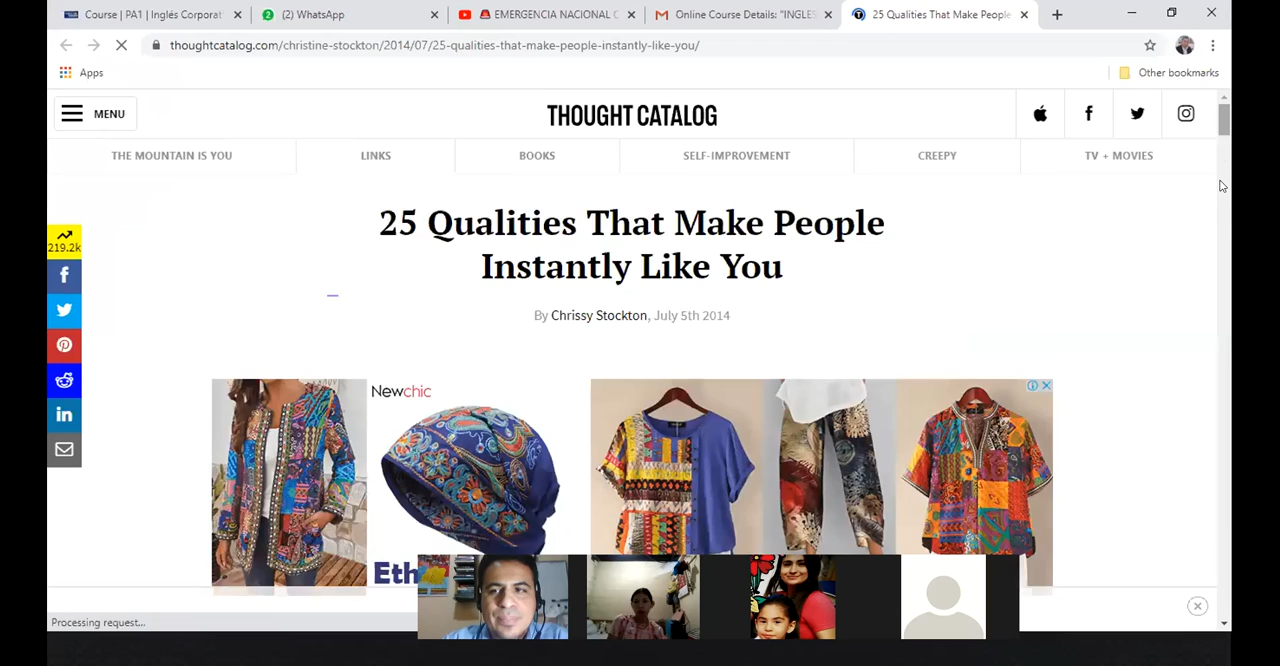 Course | PA1 | Inglés Corporat
(2) WhatsApp
EMERGENCIA NACIONAL C
Online Course Details: "INGLES
25 Qualities That Make People
thoughtcatalog.com/christine-stockton/2014/07/25-qualities-that-make-people-instantly-like-you/
Apps
Other bookmarks
MENU
THOUGHT CATALOG
THE MOUNTAIN IS YOU
LINKS
BOOKS
SELF-IMPROVEMENT
CREEPY
TV + MOVIES
25 Qualities That Make People
Instantly Like You
219.2k
By Chrissy Stockton, July 5th 2014
Newchic
Eth
Processing request...